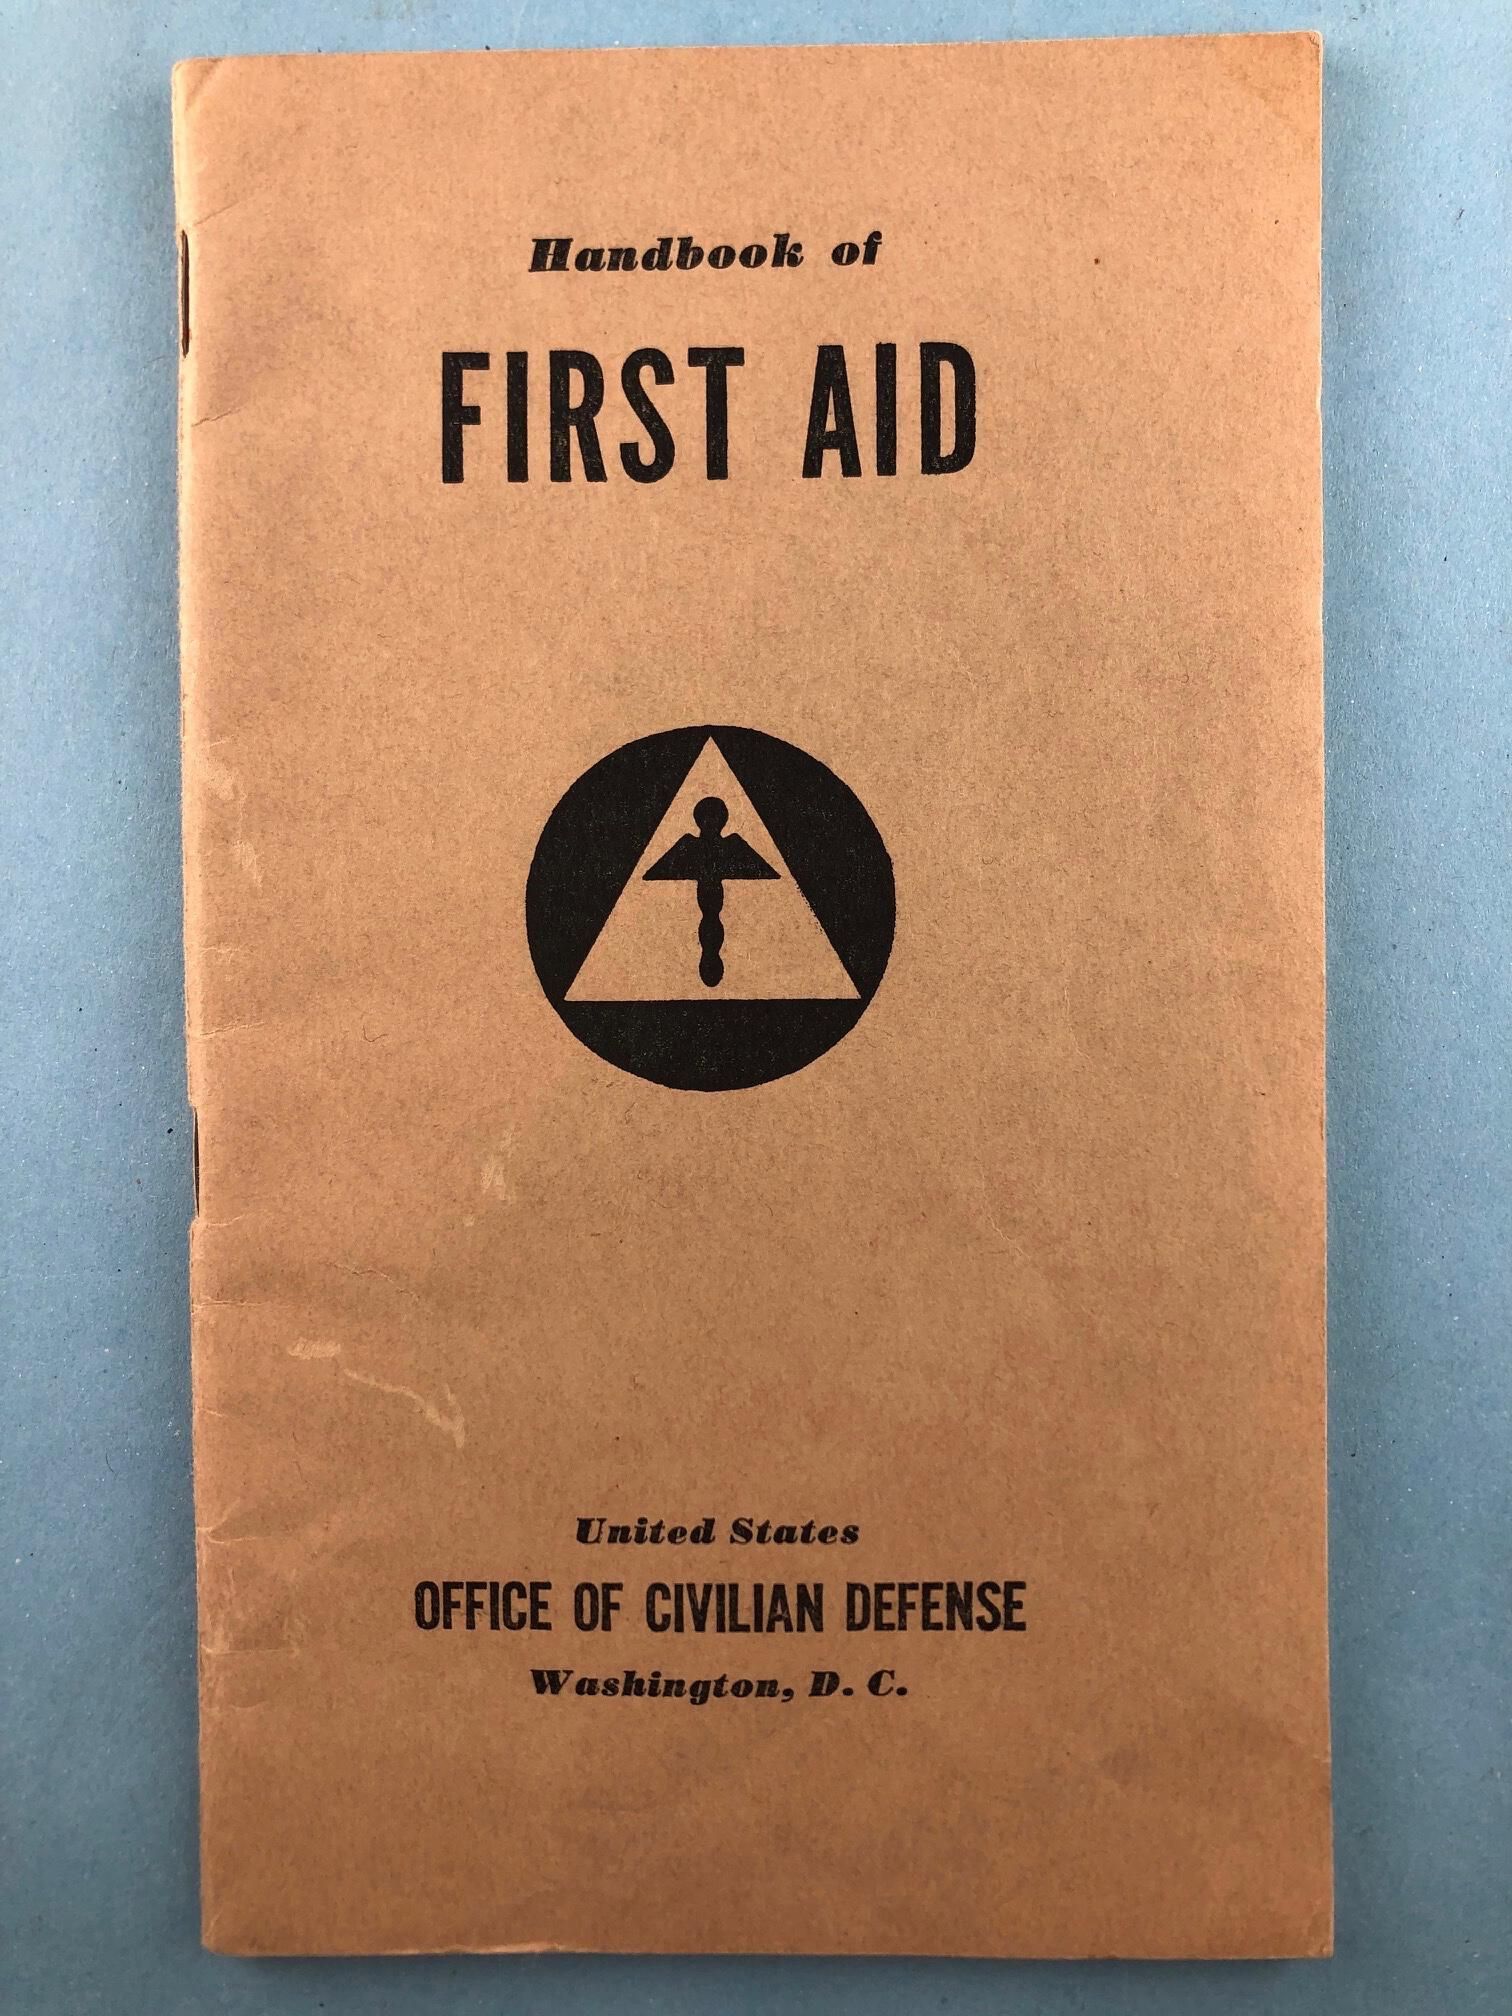 Handbook of
FIRST AID
United States
OFFICE OF CIVILIAN DEFENSE
Washington, D. C.